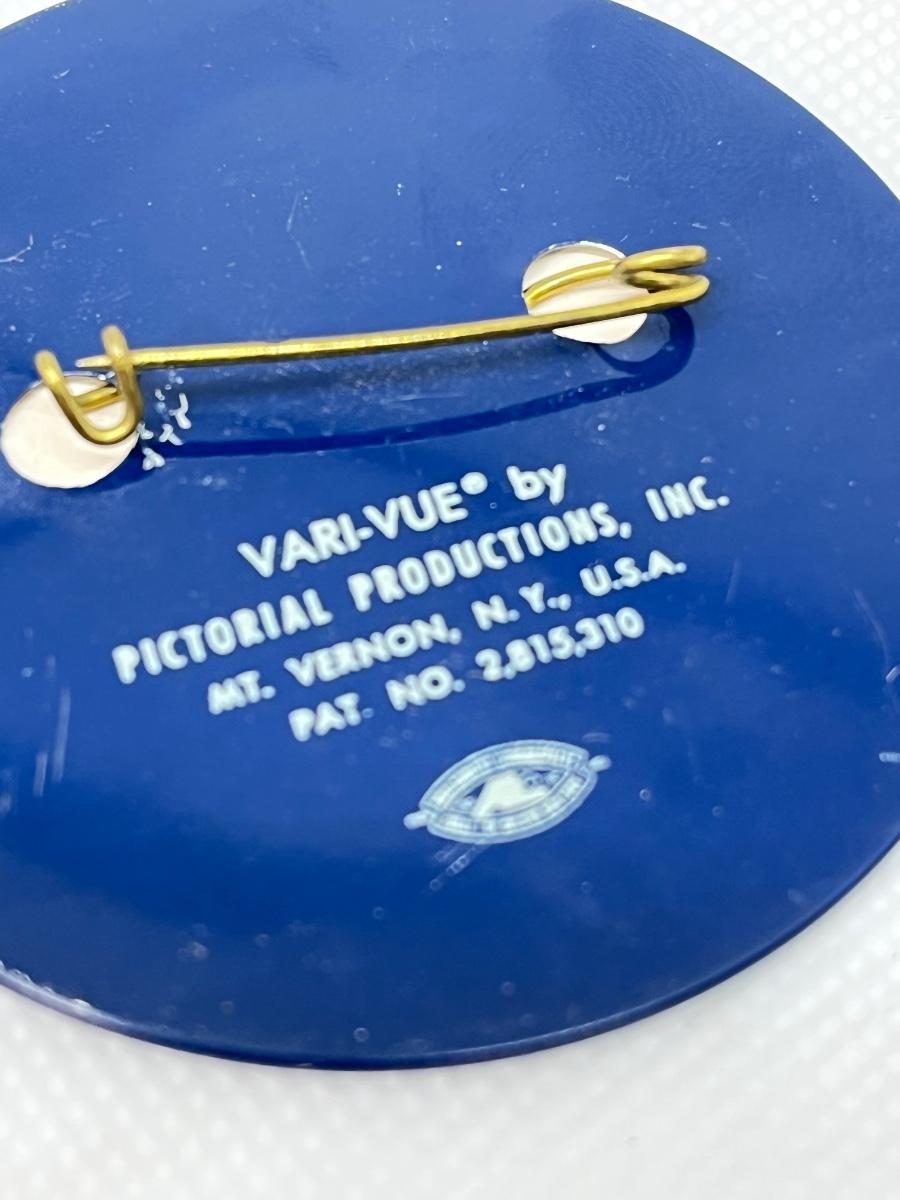 VARI-VUE® by
PICTORIAL PRODUCTIONS, INC.
MT. VERNON, N.Y., U.S.A.
PAT. NO. 2,815,310